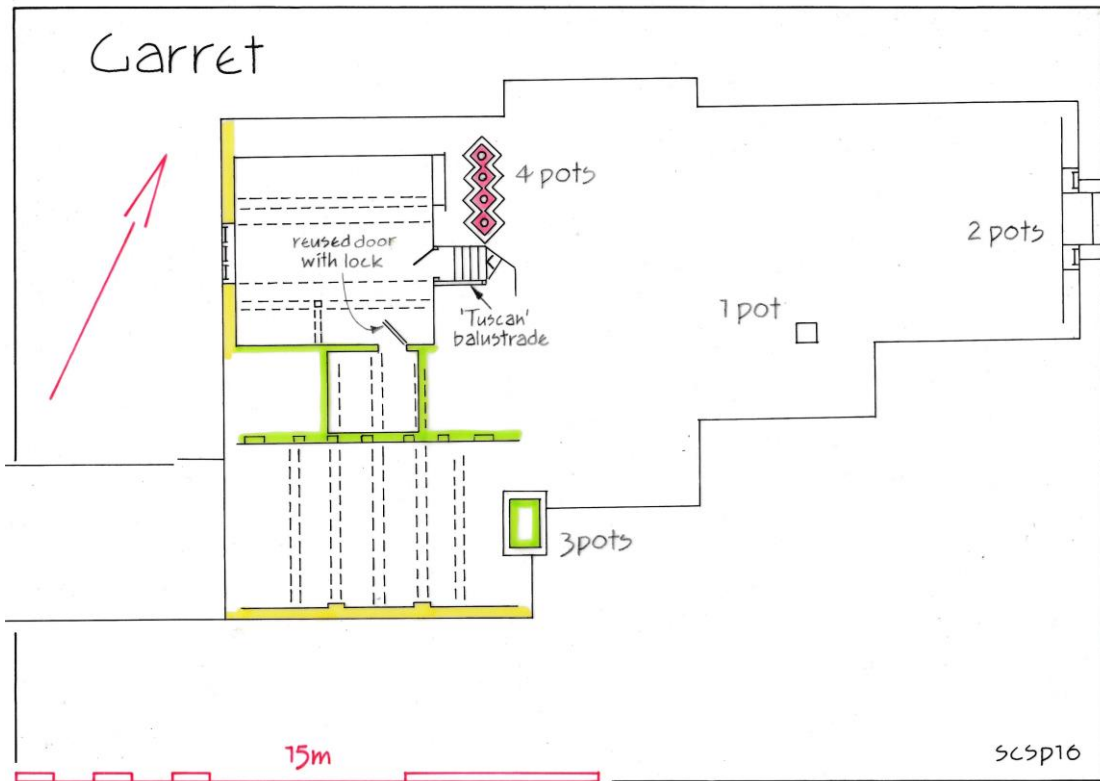 Garret
4 pots
reused door
with lock
2 pots
'Tuscan'
balustrade
1 pot
3pots
15m
scsp16